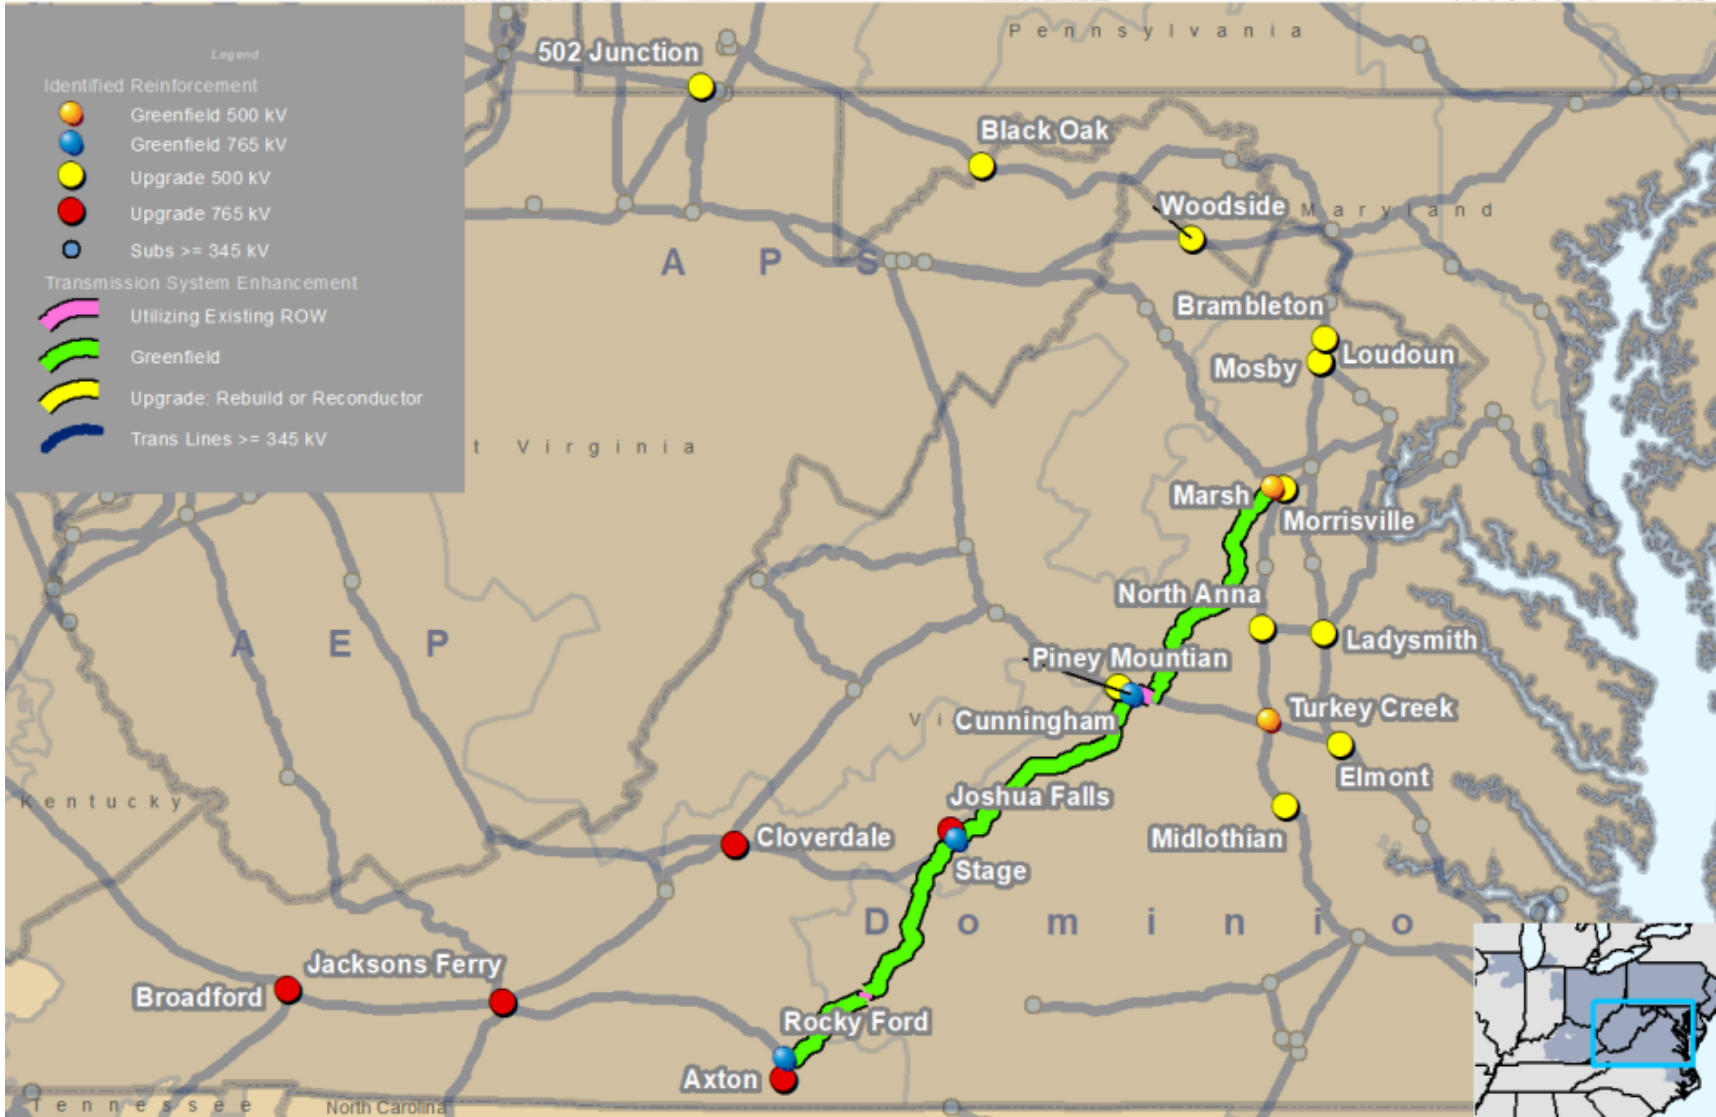 Pennsylvania
502 Junction
Legend
Identified Reinforcement
Greenfield 500 kV
Greenfield 765 kV
Upgrade 500 kV
Upgrade 765 kV
Subs >= 345 kV
Transmission System Enhancement
Utilizing Existing ROW
Greenfield
Upgrade: Rebuild or Reconductor
Trans Lines >= 345 kV
Black Oak
Woodside
Maryland
APS
Brambleton
Loudoun
Mosby
t Virginia
Marsh
Morrisville
North Anna
AEP
Ladysmith
Piney Mountian
Turkey Creek
Cunningham
Vi
Elmont
Joshua Falls
Kentucky
Cloverdale
Midlothian
Stage
Dominion
Jacksons Ferry
Broadford
Rocky Ford
Axton
Tennessee
North Carolina